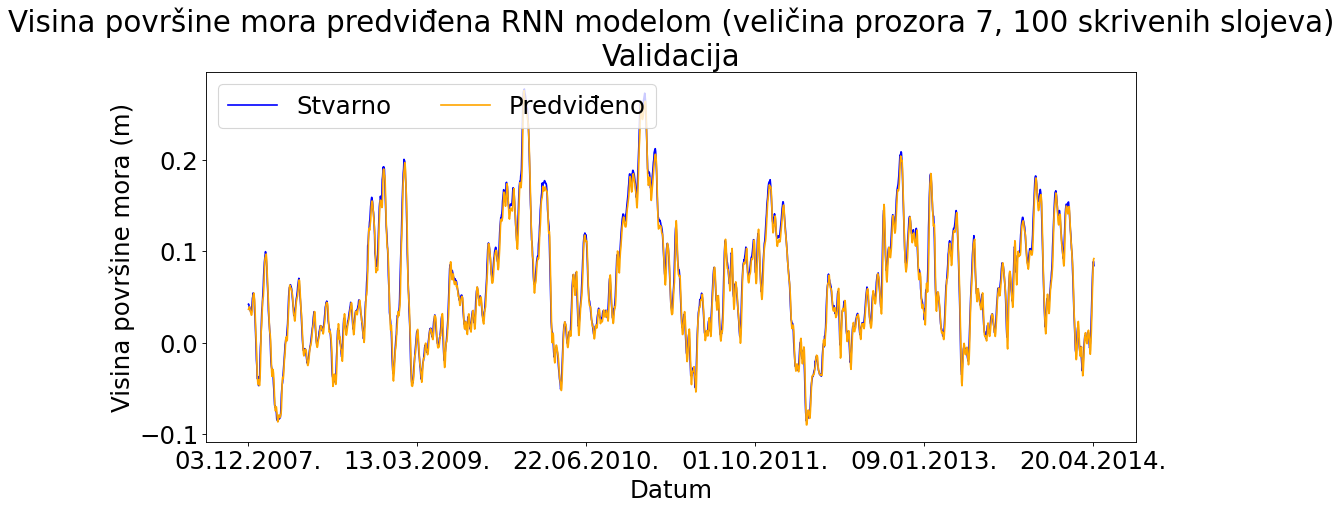 Visina površine mora predviđena RNN modelom (veličina prozora 7, 100 skrivenih slojeva)
Validacija
Stvarno
Predviđeno
Visina površine mora (m)
0.2
0.1
0.0
−0.1
03.12.2007.
13.03.2009.
22.06.2010.
01.10.2011.
09.01.2013.
20.04.2014.
Datum